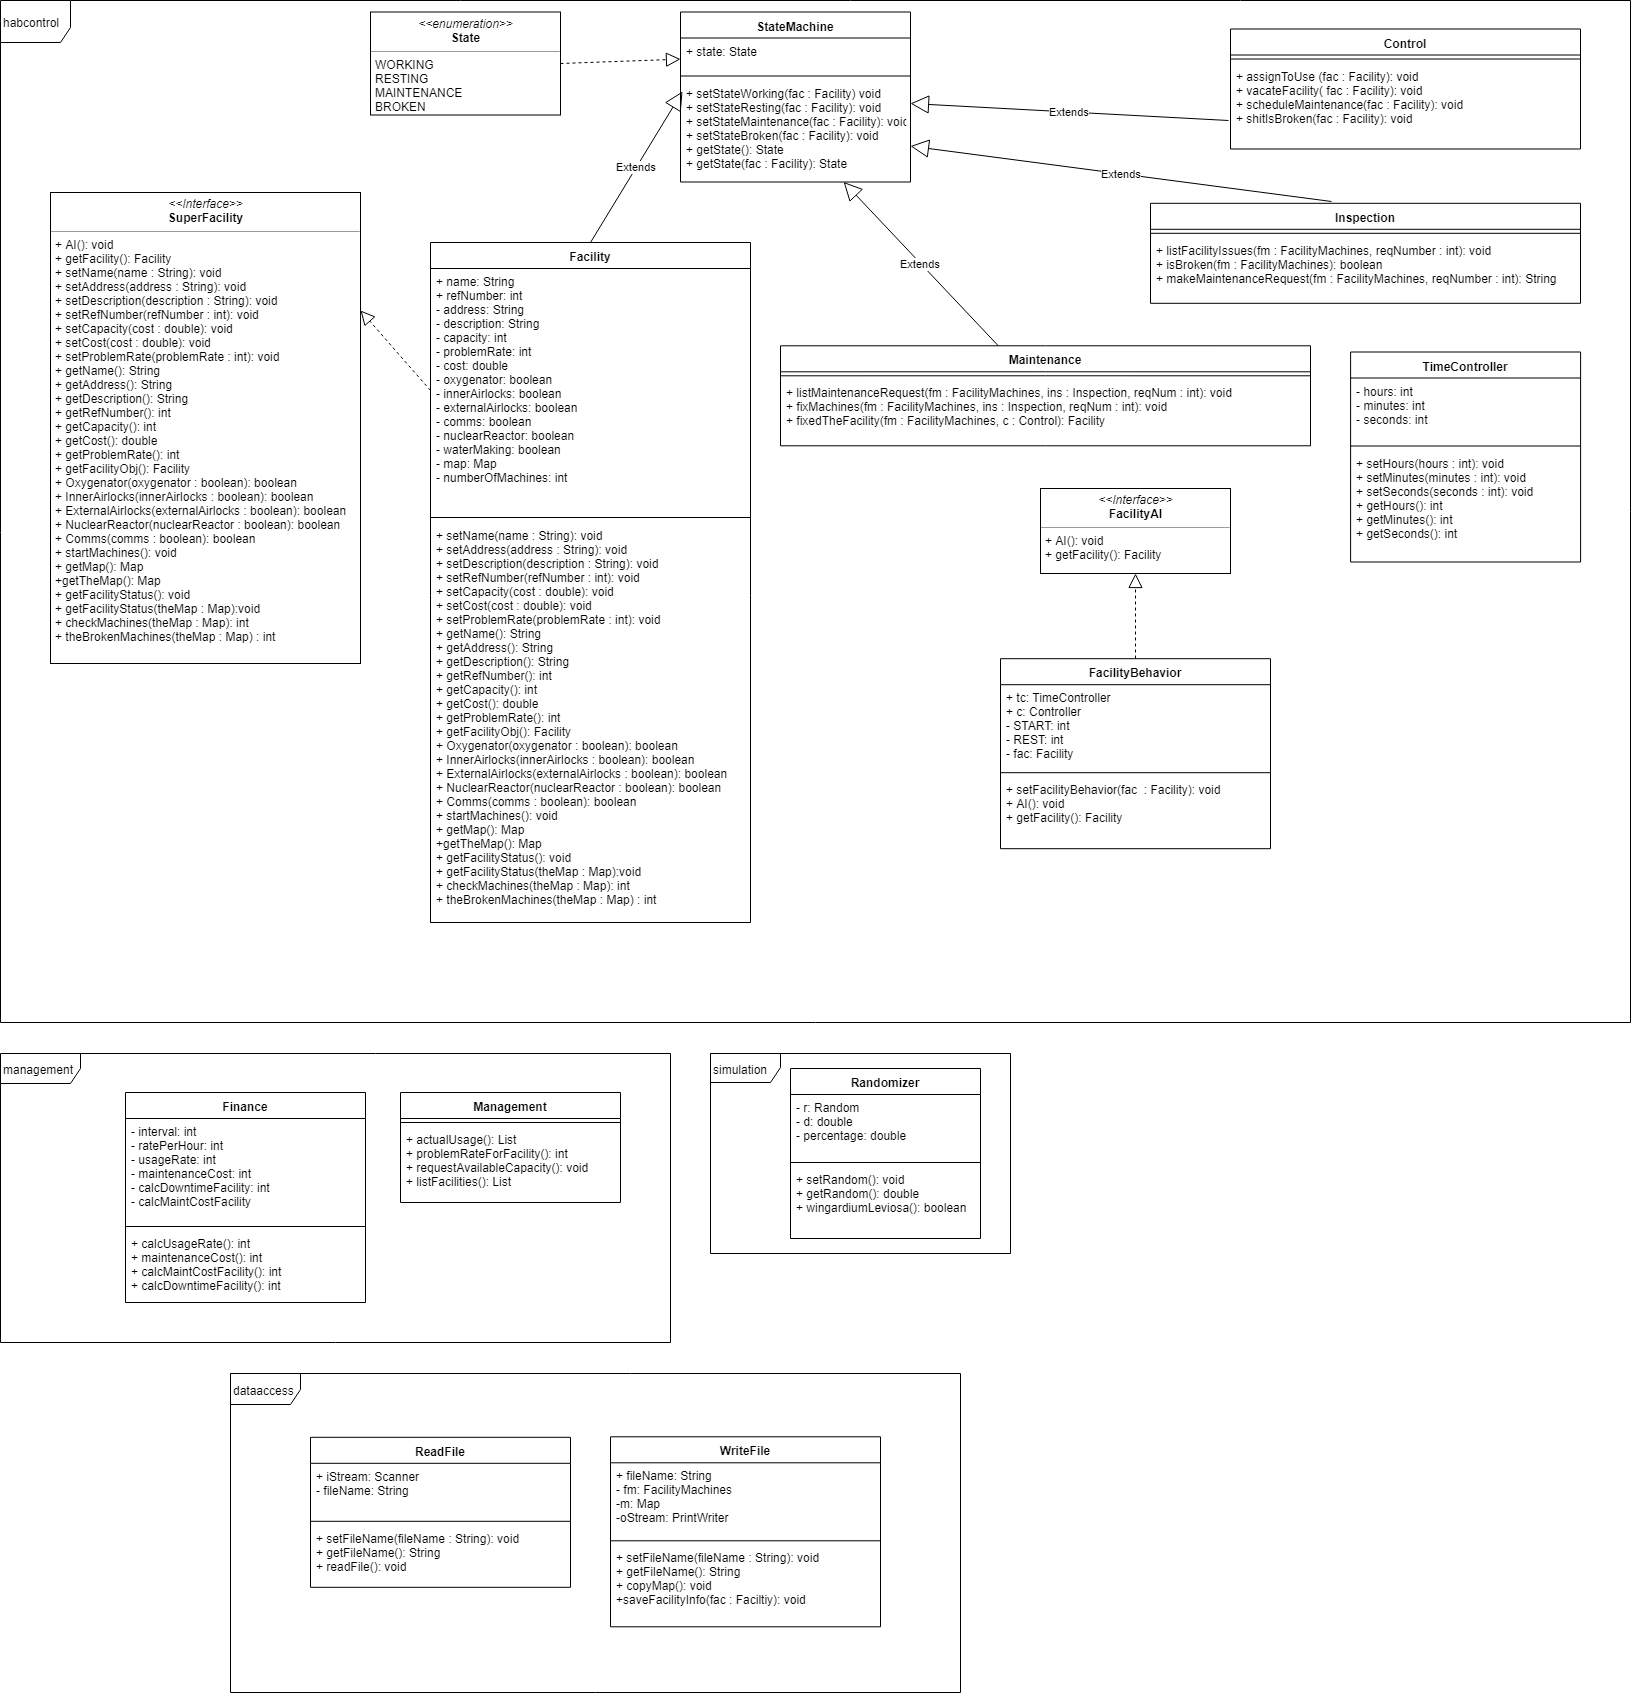 habcontrol
<<enumeration>>
State
WORKING
RESTING
MAINTENANCE
BROKEN
StateMachine
+ state: State
+ setStateWorking(fac : Facility) void
+ setStateResting(fac : Facility): void
+ setStateMaintenance(fac : Facility): void
+ setStateBroken(fac : Facility): void
+ getState(): State
+ getState(fac : Facility): State
Control
+ assignToUse (fac : Facility): void
+ vacateFacility( fac : Facility): void
+ scheduleMaintenance(fac : Facility): void
+ shitIsBroken(fac : Facility): void
Extends
Extends
Extends
Extends
Inspection
+ listFacilityIssues(fm : FacilityMachines, reqNumber : int): void
+ isBroken(fm : FacilityMachines): boolean
+ makeMaintenanceRequest(fm : FacilityMachines, reqNumber : int): String
<<Interface>>
SuperFacility
+ AI(): void
+ getFacility(): Facility
+ setName(name : String): void
+ setAddress(address : String): void
+ setDescription(description : String): void
+ setRefNumber(refNumber : int): void
+ setCapacity(cost : double): void
+ setCost(cost : double): void
+ setProblemRate(problemRate : int): void
+ getName(): String
+ getAddress(): String
+ getDescription(): String
+ getRefNumber(): int
+ getCapacity(): int
+ getCost(): double
+ getProblemRate(): int
+ getFacilityObj(): Facility
+ Oxygenator(oxygenator : boolean): boolean
+ InnerAirlocks(innerAirlocks : boolean): boolean
+ ExternalAirlocks(externalAirlocks : boolean): boolean
+ NuclearReactor(nuclearReactor : boolean): boolean
+ Comms(comms : boolean): boolean
+ startMachines(): void
+ getMap(): Map
+getTheMap(): Map
+ getFacilityStatus(): void
+ getFacilityStatus(theMap : Map):void
+ checkMachines(theMap : Map): int
+ theBrokenMachines(theMap : Map) : int
Facility
+ name: String
+ refNumber: int
- address: String
- description: String
- capacity: int
- problemRate: int
- cost: double
- oxygenator: boolean
- innerAirlocks: boolean
- externalAirlocks: boolean
- comms: boolean
- nuclearReactor: boolean
- waterMaking: boolean
- map: Map
- numberOfMachines: int
+ setName(name : String): void
+ setAddress(address : String): void
+ setDescription(description : String): void
+ setRefNumber(refNumber : int): void
+ setCapacity(cost : double): void
+ setCost(cost : double): void
+ setProblemRate(problemRate : int): void
+ getName(): String
+ getAddress(): String
+ getDescription(): String
+ getRefNumber(): int
+ getCapacity(): int
+ getCost(): double
+ getProblemRate(): int
+ getFacilityObj(): Facility
+ Oxygenator(oxygenator : boolean): boolean
+ InnerAirlocks(innerAirlocks : boolean): boolean
+ ExternalAirlocks(externalAirlocks : boolean): boolean
+ NuclearReactor(nuclearReactor : boolean): boolean
+ Comms(comms : boolean): boolean
+ startMachines(): void
+ getMap(): Map
+getTheMap(): Map
+ getFacilityStatus(): void
+ getFacilityStatus(theMap : Map):void
+ checkMachines(theMap : Map): int
+ theBrokenMachines(theMap : Map) : int
Maintenance
+ listMaintenanceRequest(fm : FacilityMachines, ins : Inspection, reqNum : int): void
+ fixMachines(fm : FacilityMachines, ins : Inspection, reqNum : int): void
+ fixedTheFacility(fm : FacilityMachines, c : Control): Facility
TimeController
- hours: int
- minutes: int
- seconds: int
+ setHours(hours : int): void
+ setMinutes(minutes : int): void
+ setSeconds(seconds : int): void
+ getHours(): int
+ getMinutes(): int
+ getSeconds(): int
<<Interface>>
FacilityAI
+ AI(): void
+ getFacility(): Facility
FacilityBehavior
+ tc: TimeController
+ c: Controller
- START: int
- REST: int
- fac: Facility
+ setFacilityBehavior(fac : Facility): void
+ AI(): void
+ getFacility(): Facility
management
Finance
- interval: int
- ratePerHour: int
- usageRate: int
- maintenanceCost: int
- calcDowntimeFacility: int
- calcMaintCostFacility
+ calcUsageRate(): int
+ maintenanceCost(): int
+ calcMaintCostFacility(): int
+ calcDowntimeFacility(): int
Management
+ actualUsage(): List
+ problemRateForFacility(): int
+ requestAvailableCapacity(): void
+ listFacilities(): List
simulation
Randomizer
- r: Random
- d: double
- percentage: double
+ setRandom(): void
+ getRandom(): double
+ wingardiumLeviosa(): boolean
dataaccess
ReadFile
+ iStream: Scanner
- fileName: String
+ setFileName(fileName : String): void
+ getFileName(): String
+ readFile(): void
WriteFile
+ fileName: String
- fm: FacilityMachines
-m: Map
-oStream: PrintWriter
+ setFileName(fileName : String): void
+ getFileName(): String
+ copyMap(): void
+saveFacilityInfo(fac : Faciltiy): void